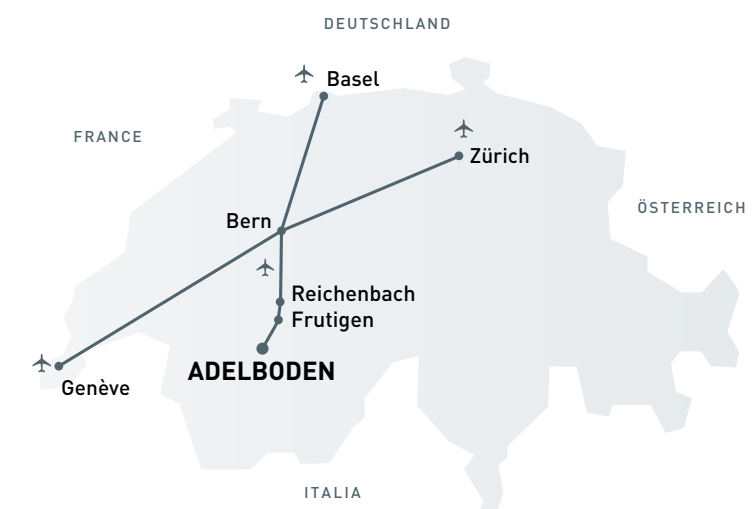 DEUTSCHLAND
Basel
FRANCE
Zürich
ÖSTERREICH
Bern
Reichenbach
Frutigen
ADELBODEN
Genève
ITALIA